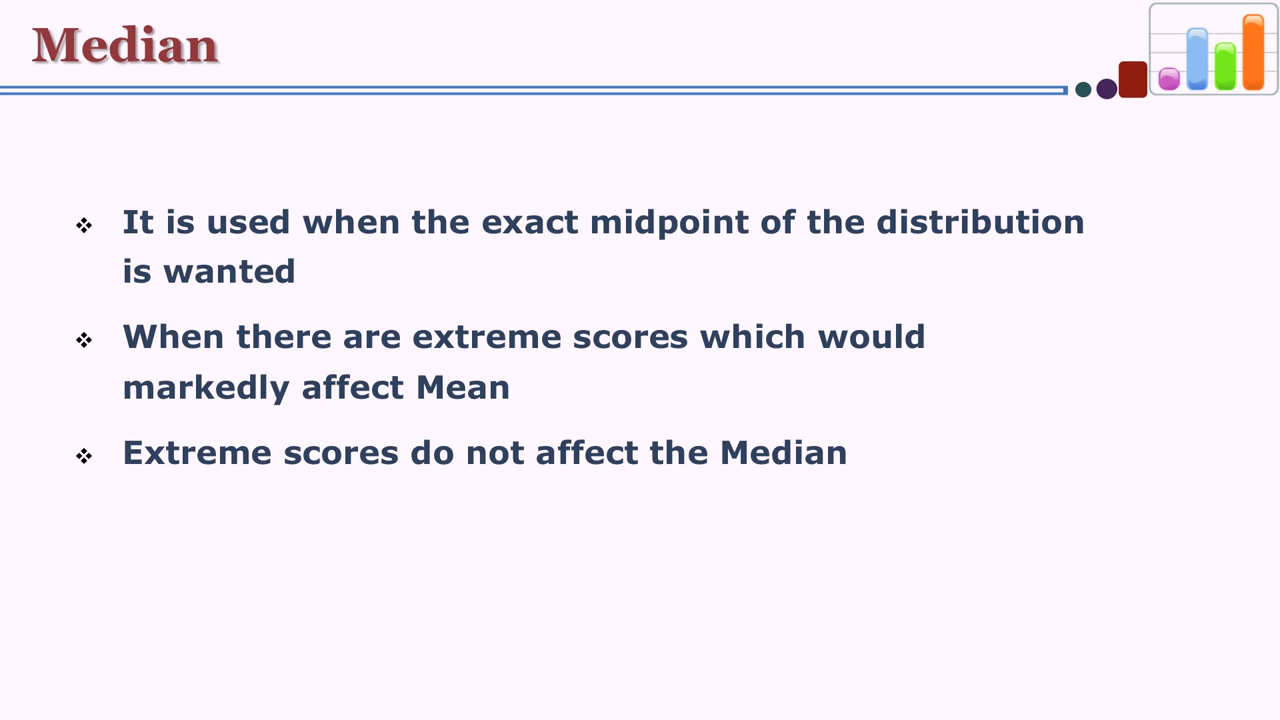 Median
❖ It is used when the exact midpoint of the distribution
is wanted
❖ When there are extreme scores which would
markedly affect Mean
❖ Extreme scores do not affect the Median